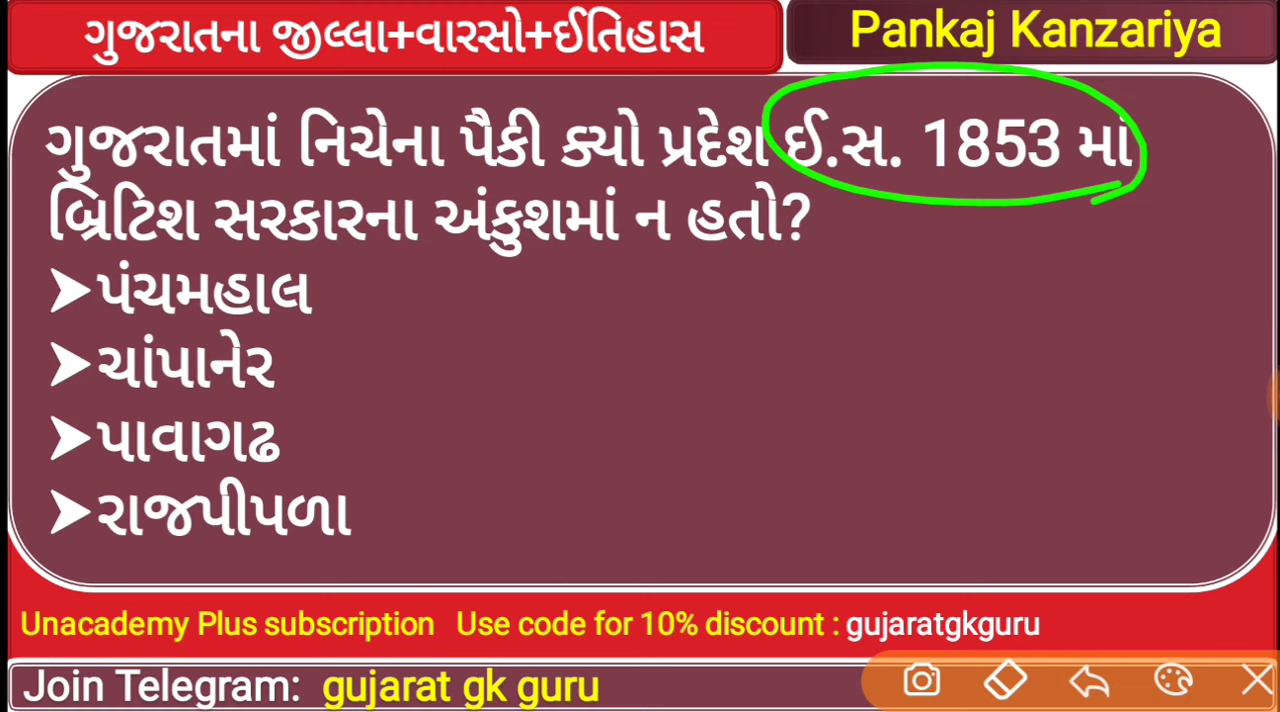 ગુજરાતના જીલ્લા+વારસો+ઈતિહાસ
Pankaj Kanzariya
ગુજરાતમાં નિચેના પૈકી ક્યો પ્રદેશ ઈ.સ. 1853 માં
બ્રિટિશ સરકારના અંકુશમાં ન હતો?
➤પંચમહાલ
➤ચાંપાનેર
➤પાવાગઢ
➤રાજપીપળા
Unacademy Plus subscription Use code for 10% discount : gujaratgkguru
Join Telegram: gujarat gk guru